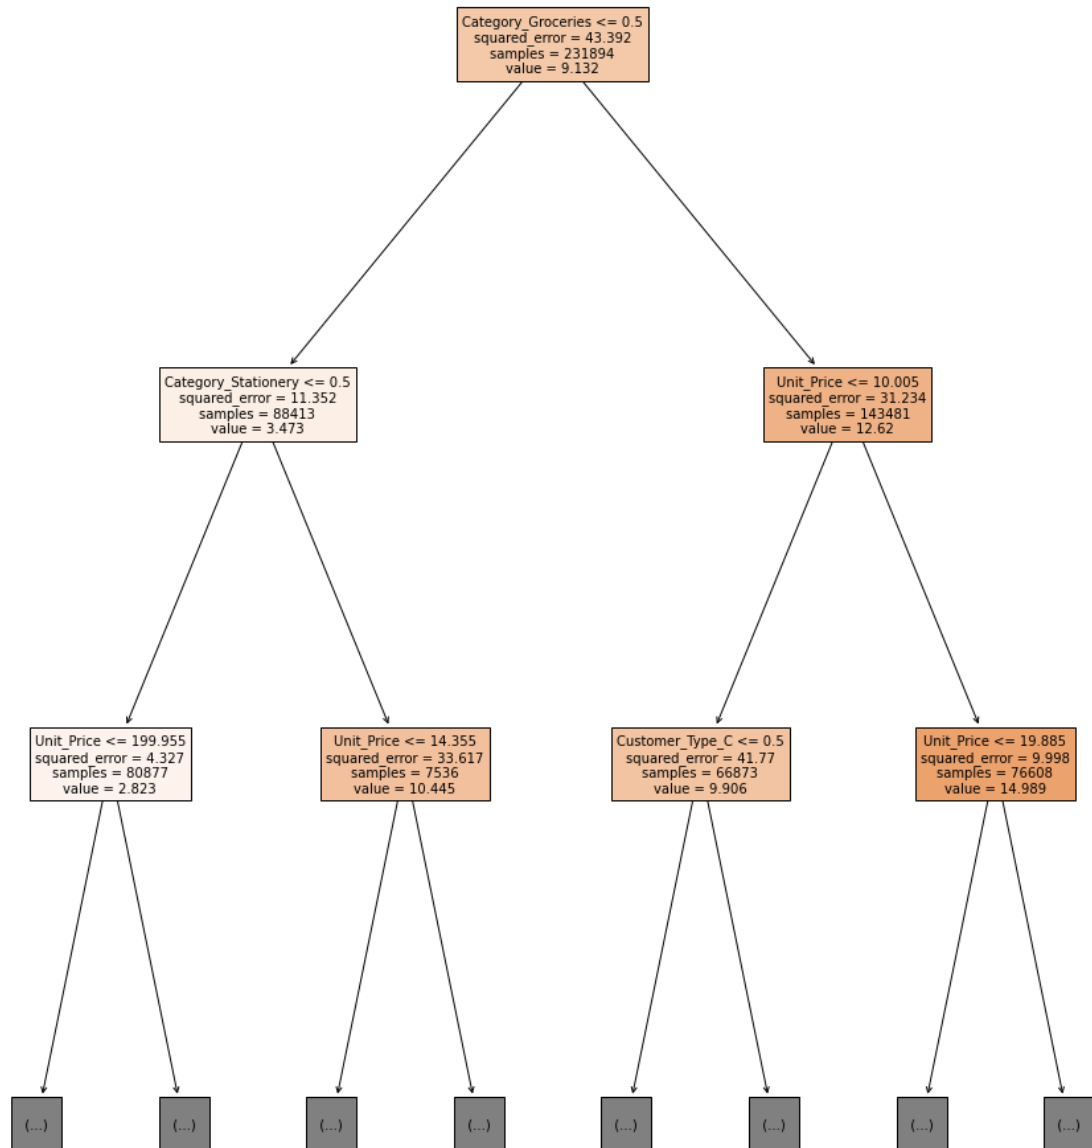 Category_Groceries <= 0.5
squared_error = 43.392
samples = 231894
value = 9.132
Category_Stationery <= 0.5
squared_error = 11.352
samples = 88413
value = 3.473
Unit_Price <= 10.005
squared_error = 31.234
samples = 143481
value = 12.62
Unit_Price <= 199.955
squared_error = 4.327
samples = 80877
value = 2.823
Unit_Price <= 14.355
squared_error = 33.617
samples = 7536
value = 10.445
Customer_Type_C <= 0.5
squared_error = 41.77
samples = 66873
value = 9.906
Unit_Price <= 19.885
squared_error = 9.998
samples = 76608
value = 14.989
(...)
(...)
(...)
(...)
(...)
(...)
(...)
(...)